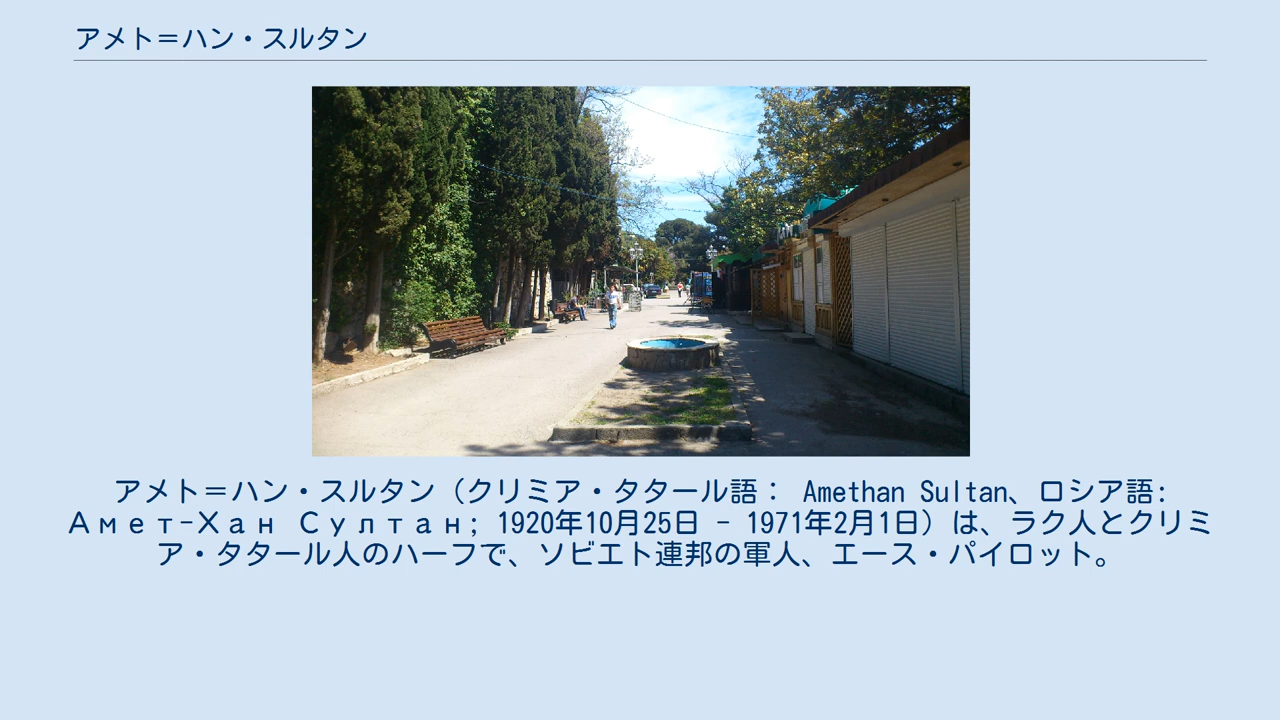 アメト＝ハン・スルタン
アメト＝ハン・スルタン（クリミア・タタール語： Amethan Sultan、ロシア語:
Амет-Хан Султан; 1920年10月25日 - 1971年2月1日）は、ラク人とクリミ
ア・タタール人のハーフで、ソビエト連邦の軍人、エース・パイロット。